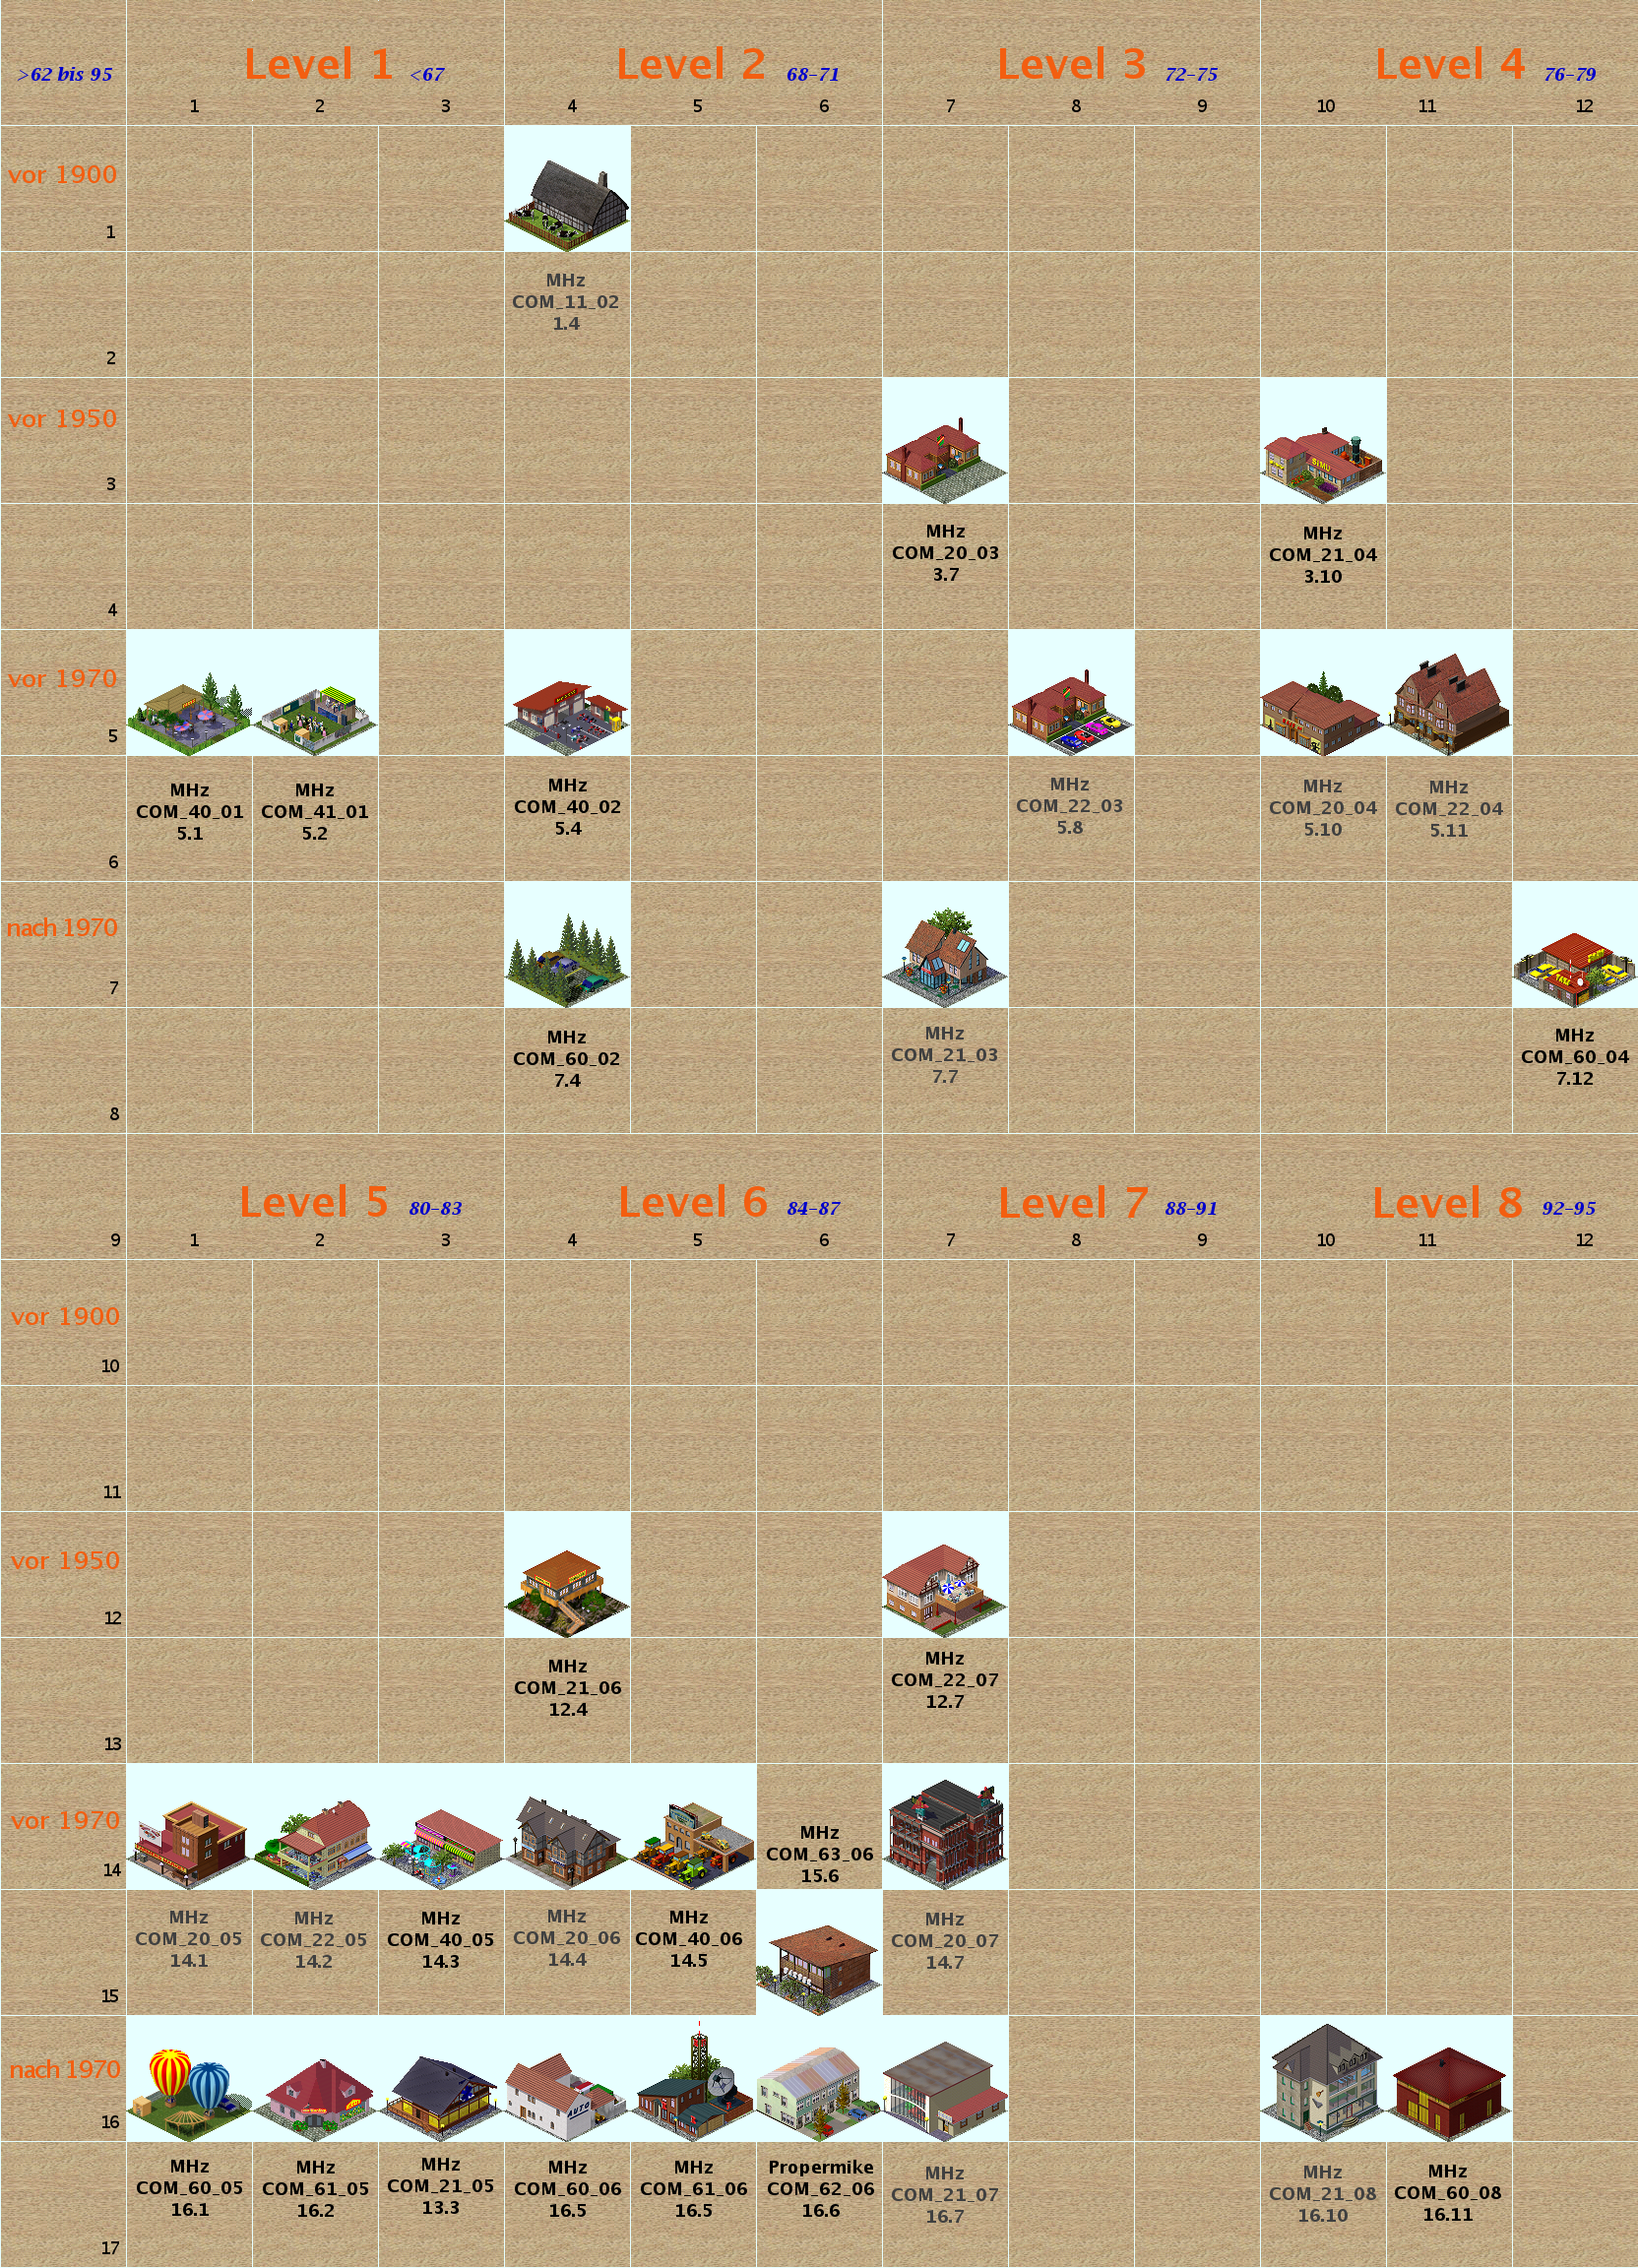 >62 bis 95 Level 1 <67 Level 2 68-71 Level 3 72-75 Level 4 76-79
1 2 3 4 5 6 7 8 9 10 11 12
vor 1900
1
MHz
COM_11_02
1.4
2
vor 1950
SIMU
3
MHz
COM_20_03
3.7
MHz
COM_21_04
3.10
4
vor 1970
5
MHz
COM_40_01
5.1
MHz
COM_41_01
5.2
MHz
COM_40_02
5.4
MHz
COM_22_03
5.8
MHz
COM_20_04
5.10
MHz
COM_22_04
5.11
6
nach 1970
TAXI
7
MHz
COM_60_02
7.4
MHz
COM_21_03
7.7
MHz
COM_60_04
7.12
8
Level 5 80-83 Level 6 84-87 Level 7 88-91 Level 8 92-95
9 1 2 3 4 5 6 7 8 9 10 11 12
vor 1900
10
11
vor 1950
12
MHz
COM_21_06
12.4
MHz
COM_22_07
12.7
13
vor 1970
14
MHz
COM_63_06
15.6
MHz
COM_20_05
14.1
MHz
COM_22_05
14.2
MHz
COM_40_05
14.3
MHz
COM_20_06
14.4
MHz
COM_40_06
14.5
MHz
COM_20_07
14.7
15
nach 1970
AUTO
16
MHz
COM_60_05
16.1
MHz
COM_61_05
16.2
MHz
COM_21_05
13.3
MHz
COM_60_06
16.5
MHz
COM_61_06
16.5
Propermike
COM_62_06
16.6
MHz
COM_21_07
16.7
MHz
COM_21_08
16.10
MHz
COM_60_08
16.11
17